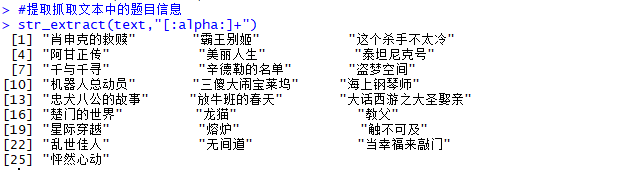 > #提取抓取文本中的题目信息
> str_extract(text,"[:alpha:]+")
[1] "肖申克的救赎" "霸王别姬" "这个杀手不太冷"
[4] "阿甘正传" "美丽人生" "泰坦尼克号"
[7] "千与千寻" "辛德勒的名单" "盗梦空间"
[10] "机器人总动员" "三傻大闹宝莱坞" "海上钢琴师"
[13] "忠犬八公的故事" "放牛班的春天" "大话西游之大圣娶亲"
[16] "楚门的世界" "龙猫" "教父"
[19] "星际穿越" "熔炉" "触不可及"
[22] "乱世佳人" "无间道" "当幸福来敲门"
[25] "怦然心动"